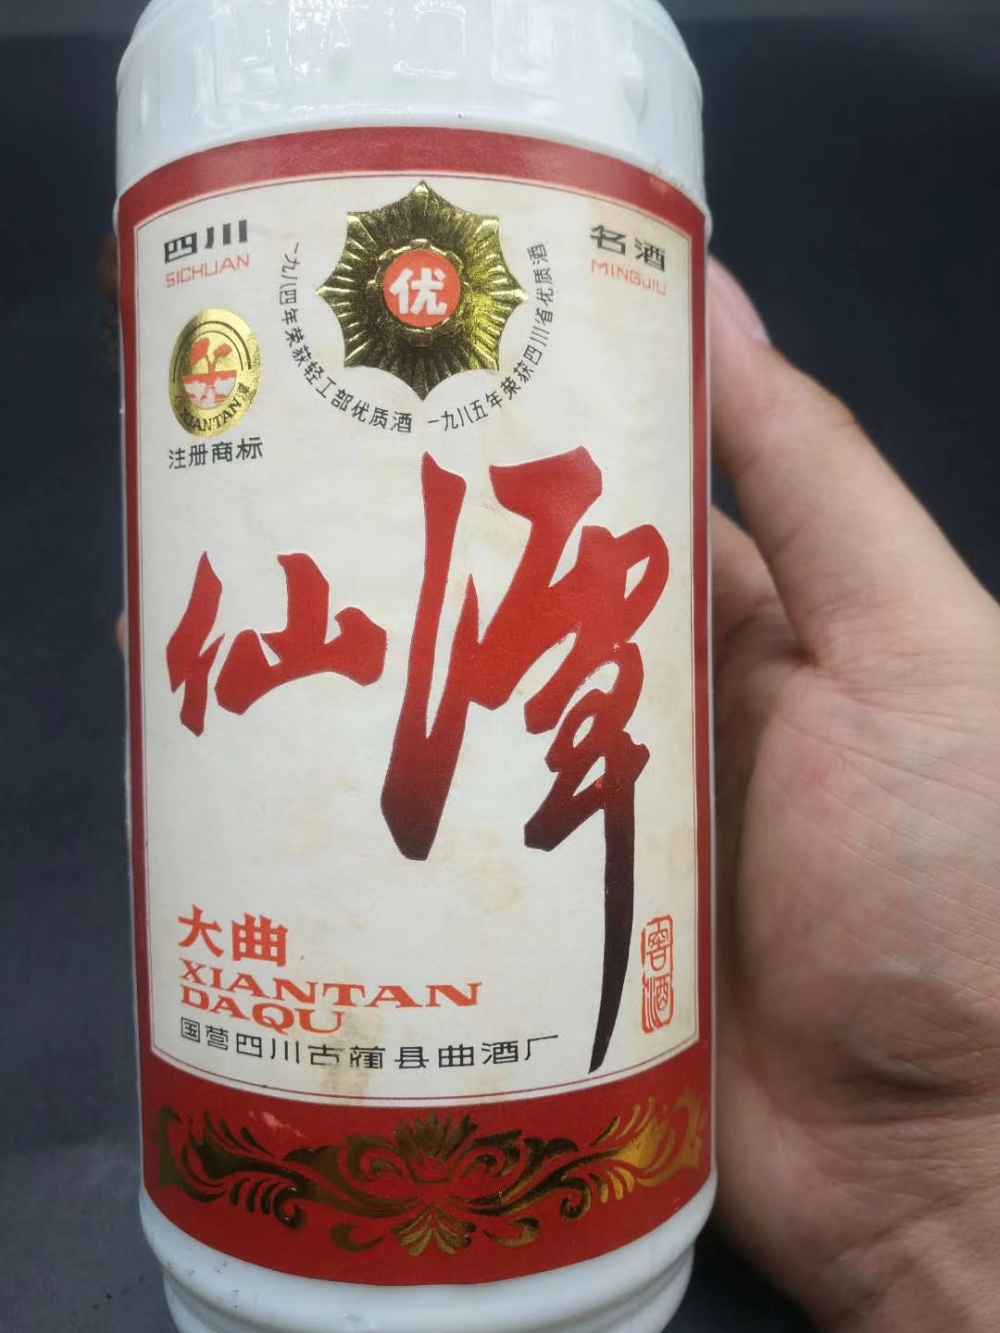 四川
SICHUAN
优
一九八四年荣获轻工部优质酒 一九八五年荣获四川省优质酒
名酒
MINGJIU
XIANTAN
注册商标
仙潭
大曲
XIANTAN
DAQU
窖酒
国营四川古蔺县曲酒厂